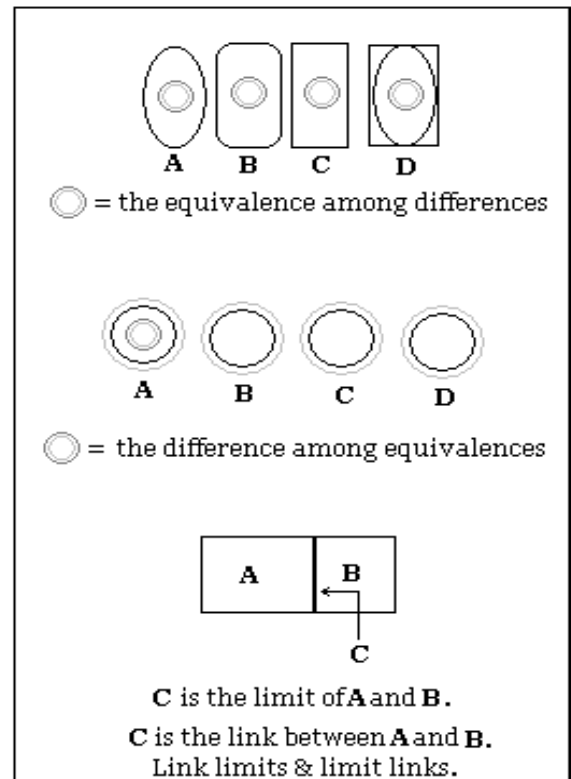 A B C D
= the equivalence among differences
A B C D
= the difference among equivalences
A B
C
C is the limit of A and B.
C is the link between A and B.
Link limits & limit links.